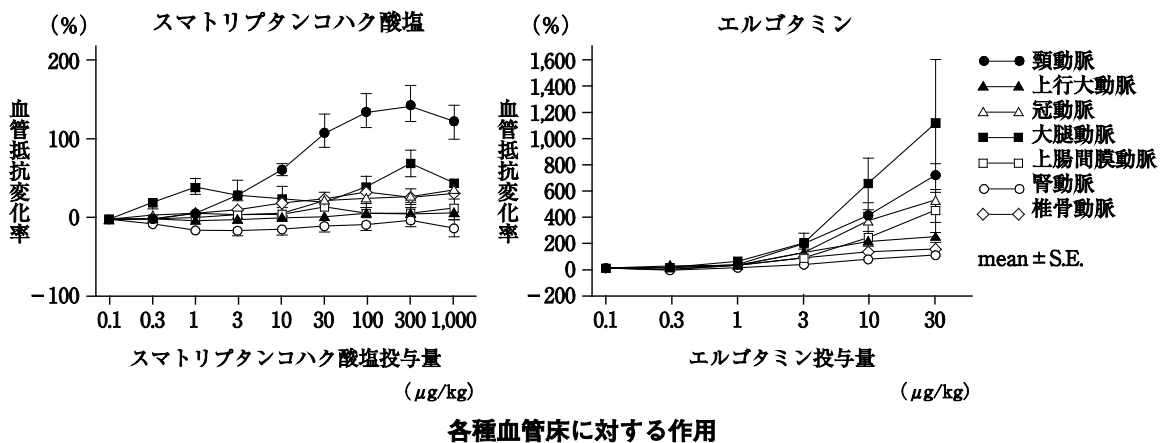 スマトリプタンコハク酸塩
(%)
200
100
0
-100
血管抵抗変化率
0.1 0.3 1 3 10 30 100 300 1,000
スマトリプタンコハク酸塩投与量
(μg/kg)
エルゴタミン
(%)
1,600
1,400
1,200
1,000
800
600
400
200
0
-200
血管抵抗変化率
0.1 0.3 1 3 10 30
エルゴタミン投与量
(μg/kg)
頸動脈
上行大動脈
冠動脈
大腿動脈
上腸間膜動脈
腎動脈
椎骨動脈
mean±S.E.
各種血管床に対する作用